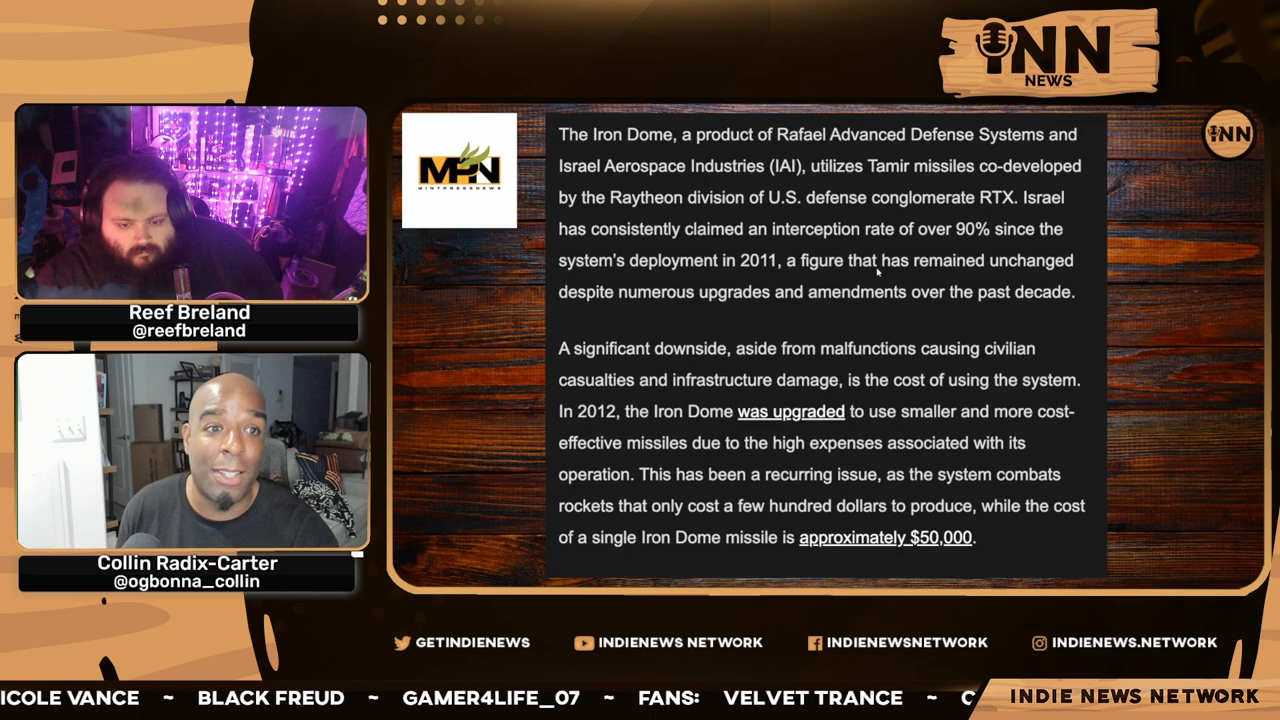 INN
NEWS
MPN
MINTPRESSNEWS
The Iron Dome, a product of Rafael Advanced Defense Systems and
Israel Aerospace Industries (IAI), utilizes Tamir missiles co-developed
by the Raytheon division of U.S. defense conglomerate RTX. Israel
has consistently claimed an interception rate of over 90% since the
system's deployment in 2011, a figure that has remained unchanged
despite numerous upgrades and amendments over the past decade.
A significant downside, aside from malfunctions causing civilian
casualties and infrastructure damage, is the cost of using the system.
In 2012, the Iron Dome was upgraded to use smaller and more cost-
effective missiles due to the high expenses associated with its
operation. This has been a recurring issue, as the system combats
rockets that only cost a few hundred dollars to produce, while the cost
of a single Iron Dome missile is approximately $50,000.
INN
Reef Breland
@reefbreland
Collin Radix-Carter
@ogbonna_collin
GETINDIENEWS
INDIENEWS NETWORK
INDIENEWSNETWORK
INDIENEWS.NETWORK
ICOLE VANCE ~ BLACK FREUD ~ GAMER4LIFE_07 ~ FANS: VELVET TRANCE ~ C
INDIE NEWS NETWORK